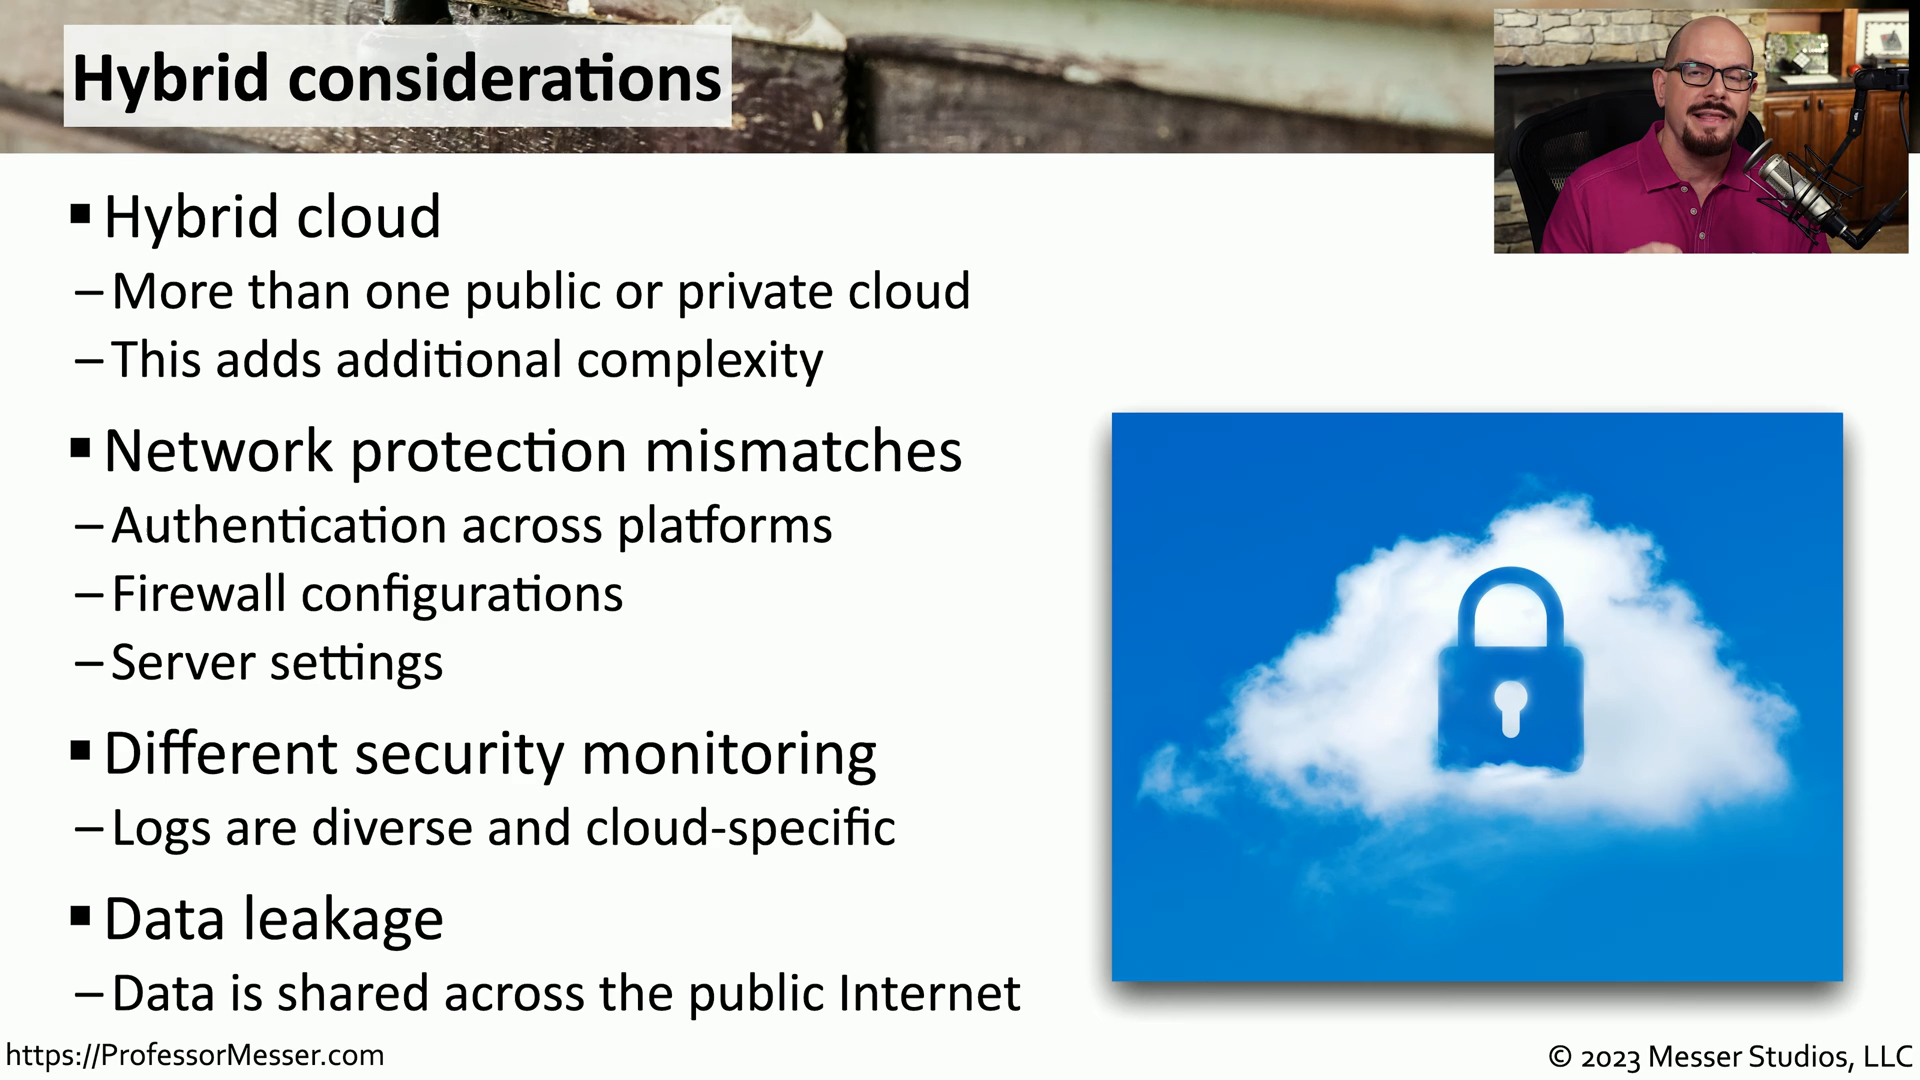 Hybrid considerations
▪ Hybrid cloud
– More than one public or private cloud
– This adds additional complexity
▪ Network protection mismatches
– Authentication across platforms
– Firewall configurations
– Server settings
▪ Different security monitoring
– Logs are diverse and cloud-specific
▪ Data leakage
– Data is shared across the public Internet
https://ProfessorMesser.com
© 2023 Messer Studios, LLC